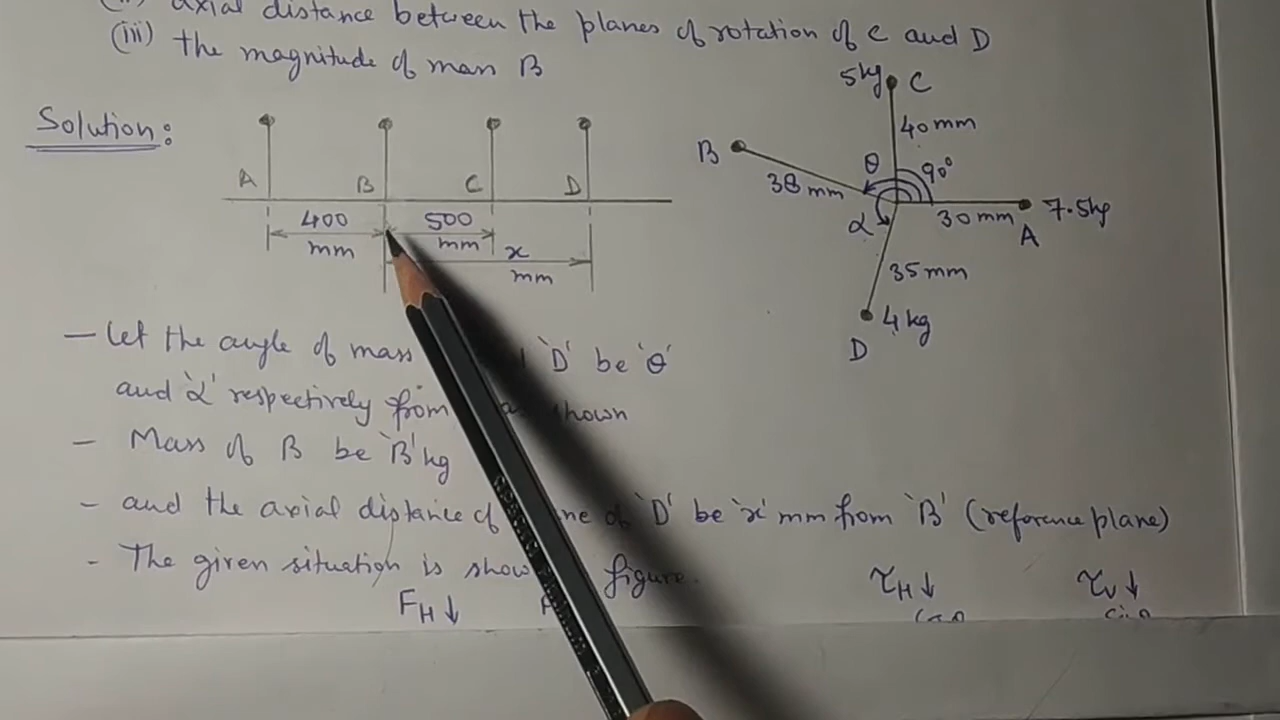 axial distance between the planes of rotation of C and D
(iii) the magnitude of mass B
Solution:
A B C D
400 mm
500 mm
x mm
5kg C
40 mm
B
38 mm
θ
90°
α
30 mm
A
7.5kg
35 mm
4 kg
D
- Let the angle of mass 'D' be 'θ'
and 'α' respectively from shown
- Mass of B be 'B' kg
- and the axial distance of 'D' be 'x' mm from 'B' (reference plane)
- The given situation is figure.
FH↓ τH↓ τV↓